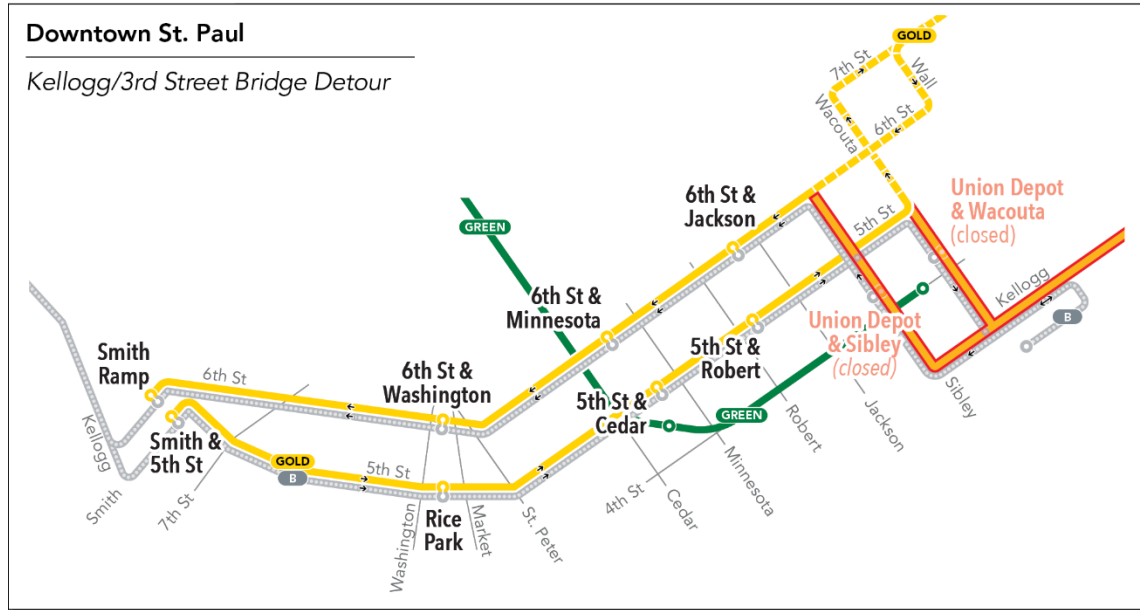 Downtown St. Paul
Kellogg/3rd Street Bridge Detour
GOLD
7th St
Wall
Wacouta
6th St
Union Depot
& Wacouta
(closed)
6th St &
Jackson
5th St
GREEN
Kellogg
B
6th St &
Minnesota
Union Depot
& Sibley
(closed)
5th St &
Robert
Smith
Ramp
6th St
6th St &
Washington
Sibley
Jackson
5th St &
Cedar
GREEN
Robert
Kellogg
Smith &
5th St
GOLD
B
5th St
Minnesota
Smith
7th St
4th St
Cedar
Rice
Park
Washington
Market
St. Peter